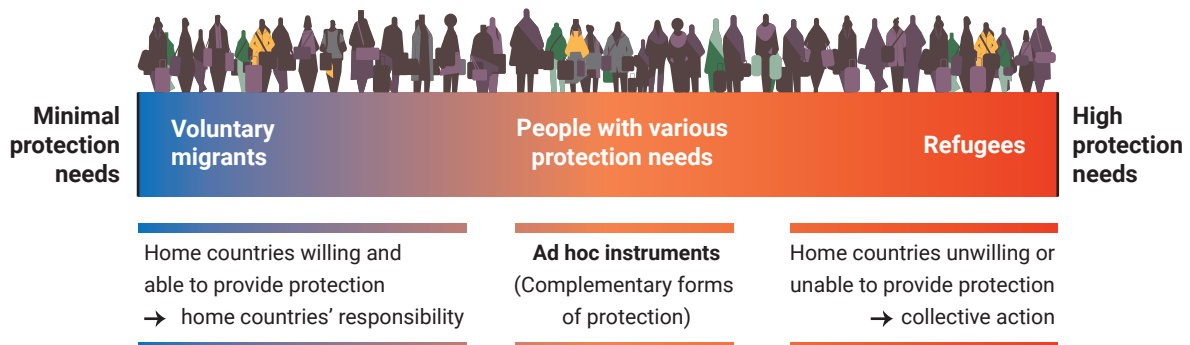 Minimal
protection
needs
Voluntary
migrants
People with various
protection needs
Refugees
High
protection
needs
Home countries willing and
able to provide protection
→ home countries’ responsibility
Ad hoc instruments
(Complementary forms
of protection)
Home countries unwilling or
unable to provide protection
→ collective action